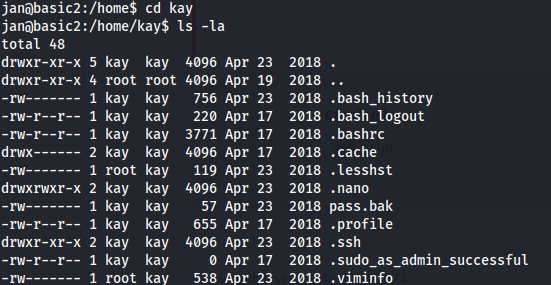 jan@basic2:/home$ cd kay
jan@basic2:/home/kay$ ls -la
total 48
drwxr-xr-x 5 kay  kay  4096 Apr 23  2018 .
drwxr-xr-x 4 root root 4096 Apr 19  2018 ..
-rw------- 1 kay  kay   756 Apr 23  2018 .bash_history
-rw-r--r-- 1 kay  kay   220 Apr 17  2018 .bash_logout
-rw-r--r-- 1 kay  kay  3771 Apr 17  2018 .bashrc
drwx------ 2 kay  kay  4096 Apr 17  2018 .cache
-rw------- 1 root kay   119 Apr 23  2018 .lesshst
drwxrwxr-x 2 kay  kay  4096 Apr 23  2018 .nano
-rw------- 1 kay  kay    57 Apr 23  2018 pass.bak
-rw-r--r-- 1 kay  kay   655 Apr 17  2018 .profile
drwxr-xr-x 2 kay  kay  4096 Apr 23  2018 .ssh
-rw-r--r-- 1 kay  kay     0 Apr 17  2018 .sudo_as_admin_successful
-rw------- 1 root kay   538 Apr 23  2018 .viminfo